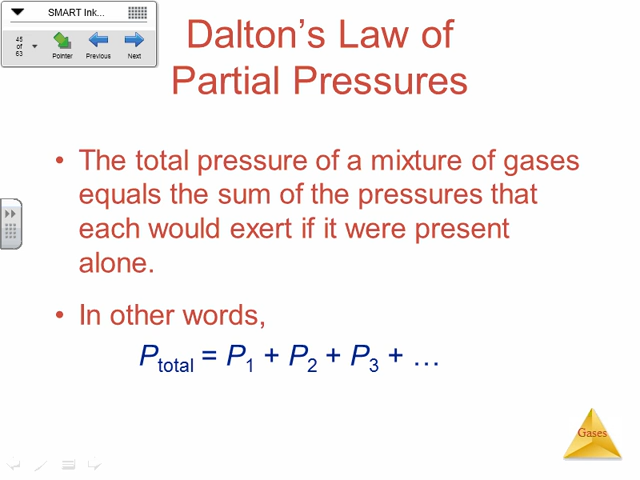 SMART Ink...
45
of
63
Pointer
Previous
Next
Dalton's Law of
Partial Pressures
• The total pressure of a mixture of gases
equals the sum of the pressures that
each would exert if it were present
alone.
• In other words,
P_total = P_1 + P_2 + P_3 + …
Gases